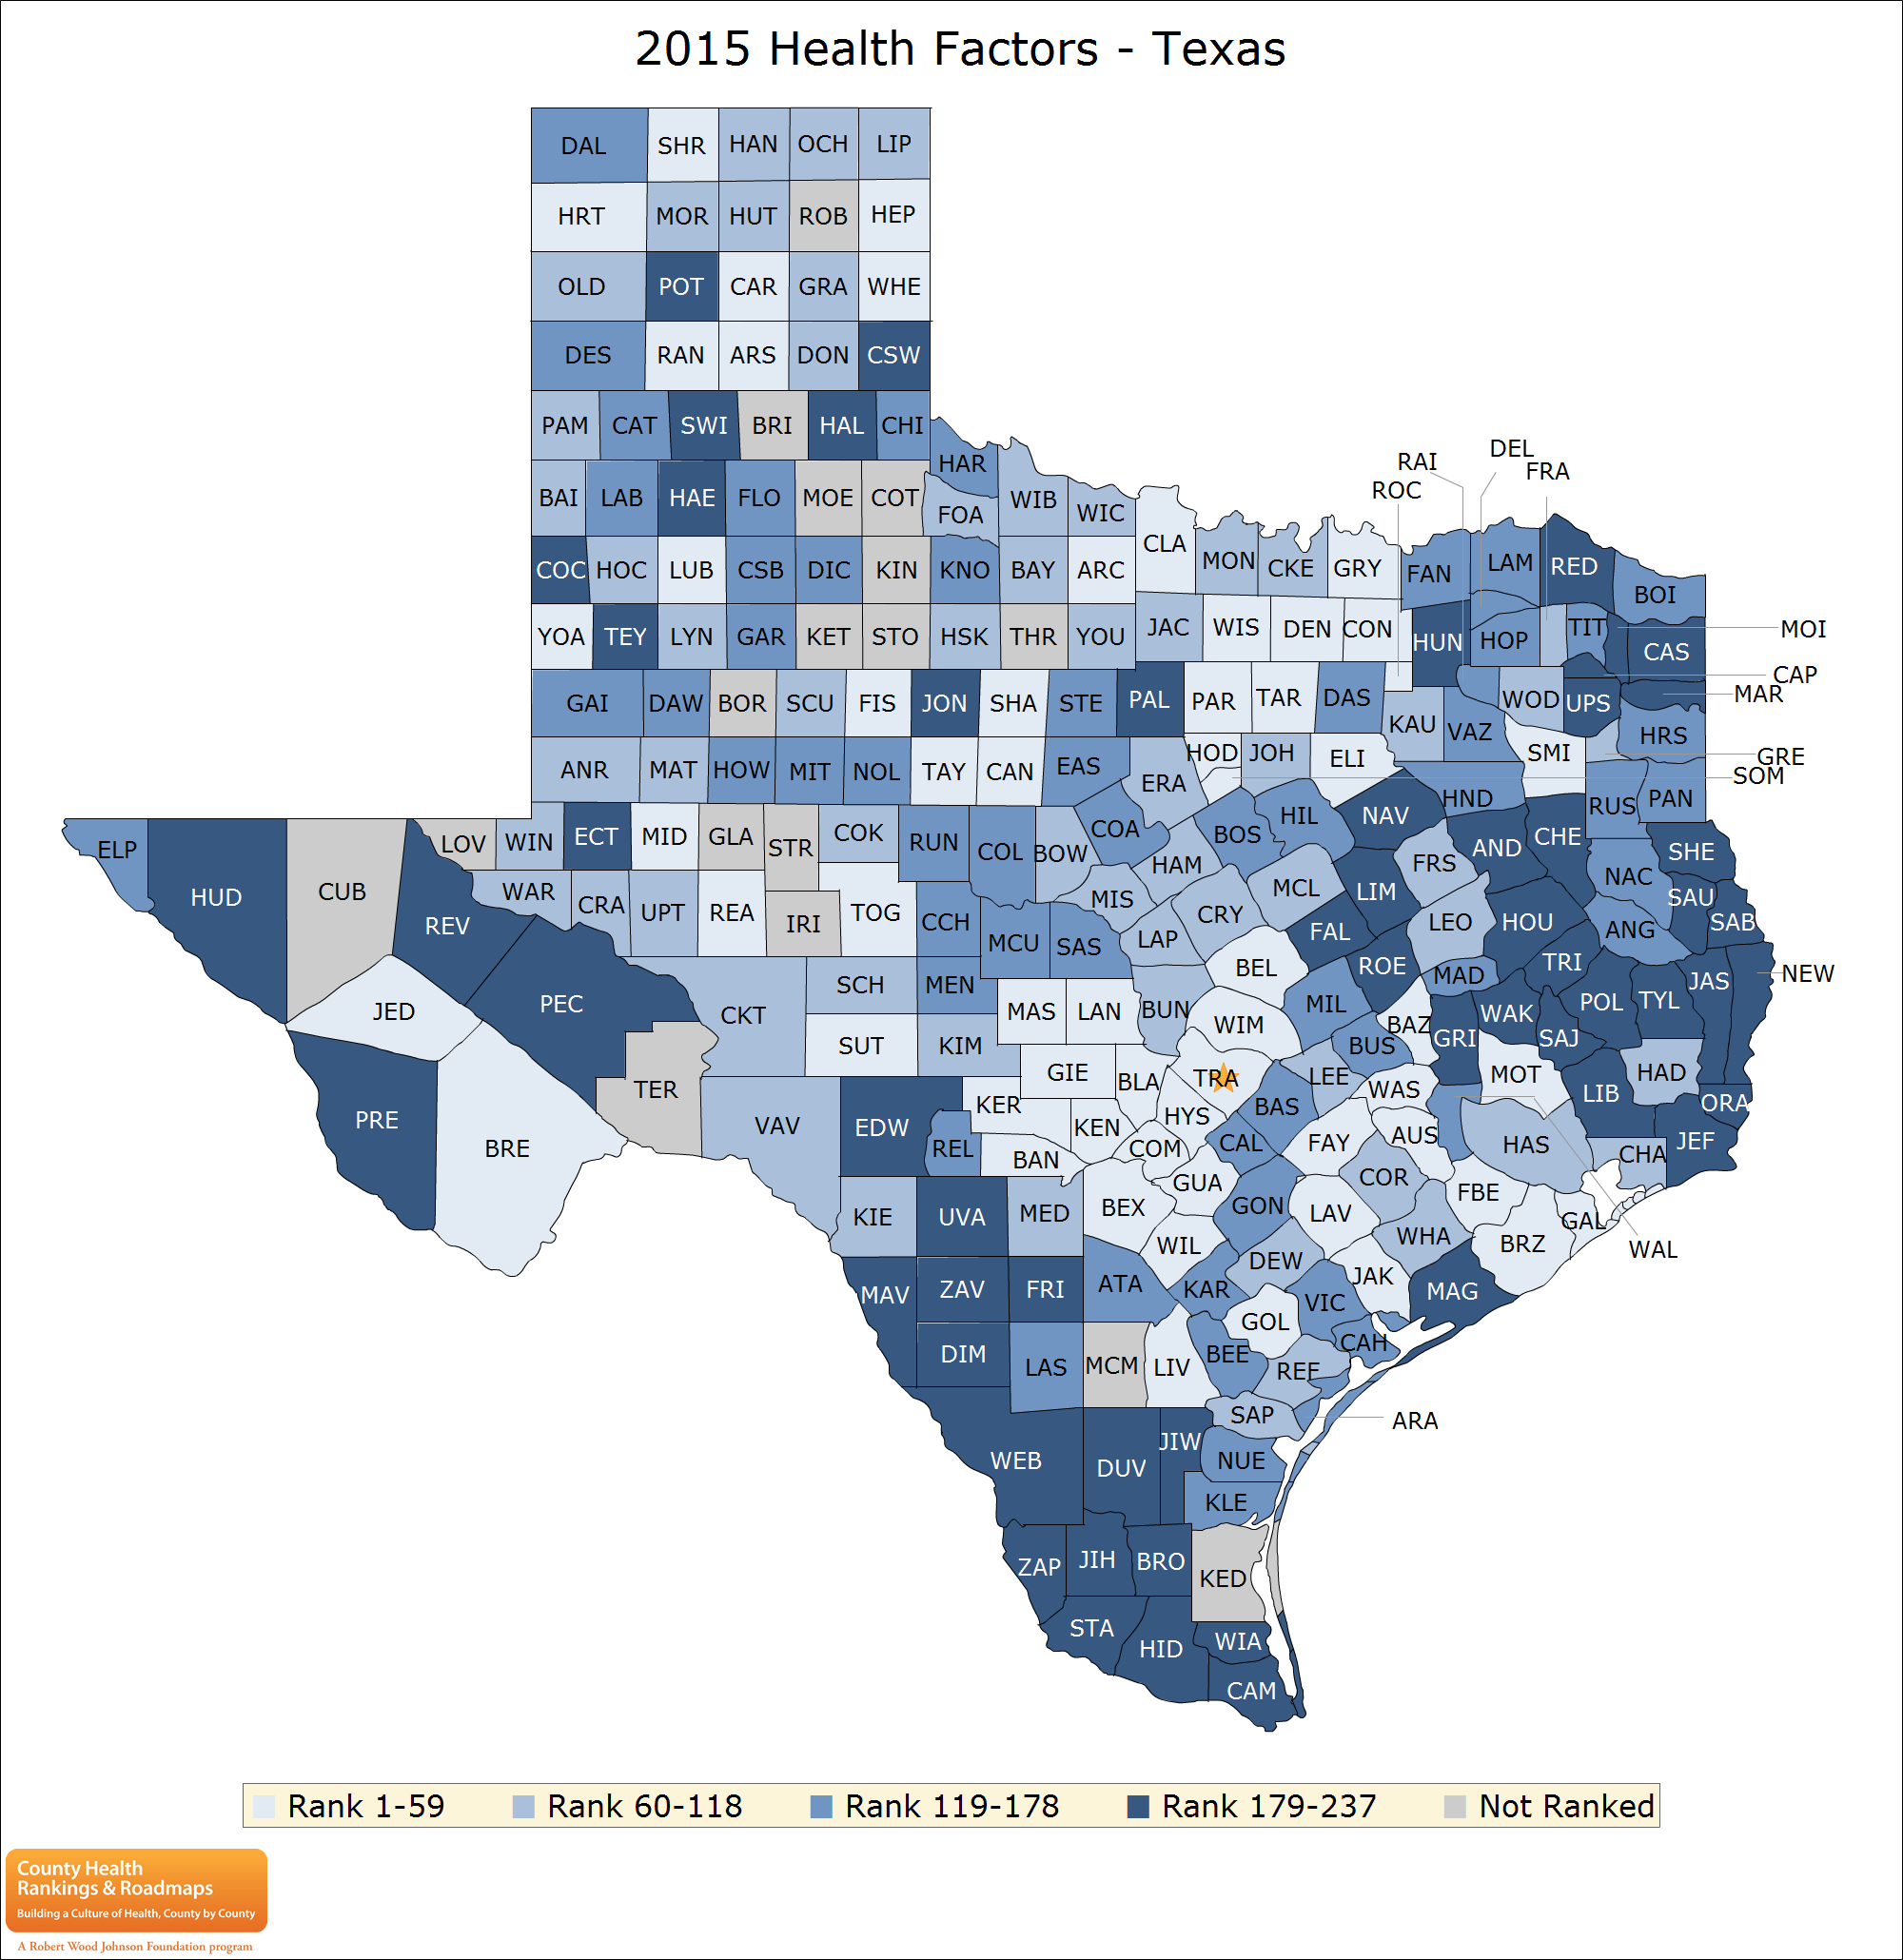 2015 Health Factors - Texas
DAL SHR HAN OCH LIP
HRT MOR HUT ROB HEP
OLD POT CAR GRA WHE
DES RAN ARS DON CSW
PAM CAT SWI BRI HAL CHI
DEL
RAI HAR FRA
ROC
BAI LAB HAE FLO MOE COT FOA WIB WIC
CLA MON CKE GRY FAN LAM RED BOI
COC HOC LUB CSB DIC KIN KNO BAY ARC
YOA TEY LYN GAR KET STO HSK THR YOU JAC WIS DEN CON HUN HOP TIT MOI
CAS
CAP
MAR
GAI DAW BOR SCU FIS JON SHA STE PAL PAR TAR DAS KAU VAZ WOD UPS HRS
ANR MAT HOW MIT NOL TAY CAN EAS ERA HOD JOH ELI SMI GRE
SOM
HND RUS PAN
ELP LOV WIN ECT MID GLA STR COK RUN COL BOW COA BOS HIL NAV AND CHE SHE
HUD CUB REV WAR CRA UPT REA IRI TOG CCH MIS HAM MCL LIM FRS NAC SAU
MCU SAS LAP CRY FAL LEO HOU ANG SAB
JED PEC CKT SCH MEN BUN BEL ROE MAD TRI JAS NEW
MAS LAN WIM MIL BAZ WAK POL TYL
SUT KIM BUS GRI SAJ
TER GIE BLA TRA LEE WAS MOT LIB HAD
PRE BRE VAV EDW KER KEN HYS BAS ORA
REL BAN COM CAL FAY AUS HAS CHA JEF
KIE UVA MED BEX GUA GON LAV COR FBE GAL
WIL DEW WHA BRZ WAL
MAV ZAV FRI ATA KAR VIC JAK MAG
DIM LAS MCM LIV BEE GOL REF CAH
SAP ARA
WEB DUV JIW NUE
KLE
ZAP JIH BRO KED
STA HID WIA
CAM
Rank 1-59 Rank 60-118 Rank 119-178 Rank 179-237 Not Ranked
County Health
Rankings & Roadmaps
Building a Culture of Health, County by County
A Robert Wood Johnson Foundation program